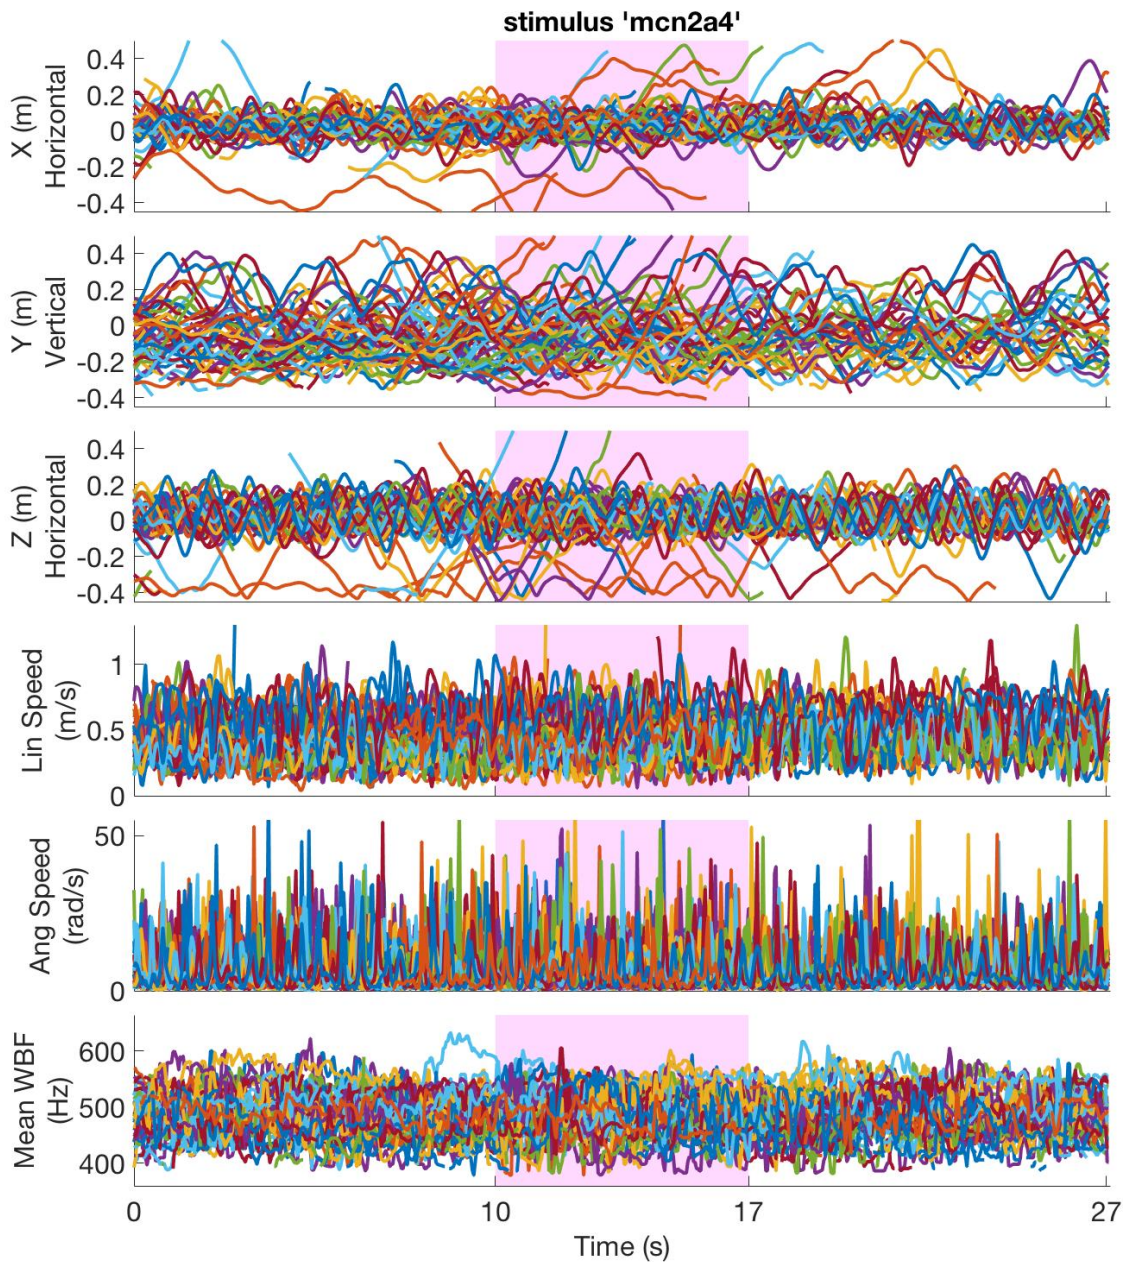 stimulus 'mcn2a4'
X (m)
Horizontal
0.4
0.2
0
-0.2
-0.4
Y (m)
Vertical
0.4
0.2
0
-0.2
-0.4
Z (m)
Horizontal
0.4
0.2
0
-0.2
-0.4
Lin Speed
(m/s)
1
0.5
0
Ang Speed
(rad/s)
50
0
Mean WBF
(Hz)
600
500
400
0 10 17 27
Time (s)